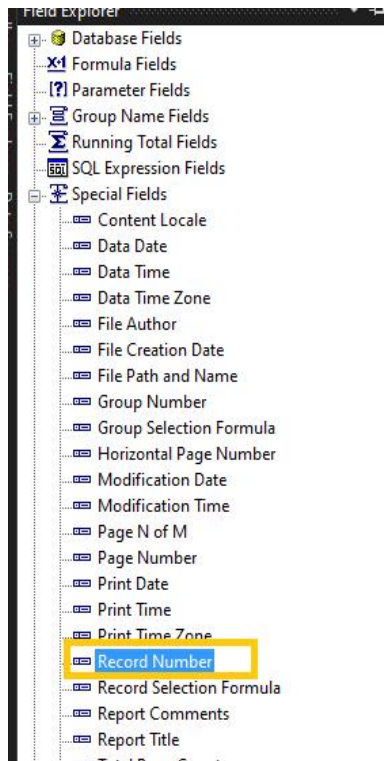 Field Explorer
Database Fields
Formula Fields
[?] Parameter Fields
Group Name Fields
Running Total Fields
SQL Expression Fields
Special Fields
Content Locale
Data Date
Data Time
Data Time Zone
File Author
File Creation Date
File Path and Name
Group Number
Group Selection Formula
Horizontal Page Number
Modification Date
Modification Time
Page N of M
Page Number
Print Date
Print Time
Print Time Zone
Record Number
Record Selection Formula
Report Comments
Report Title